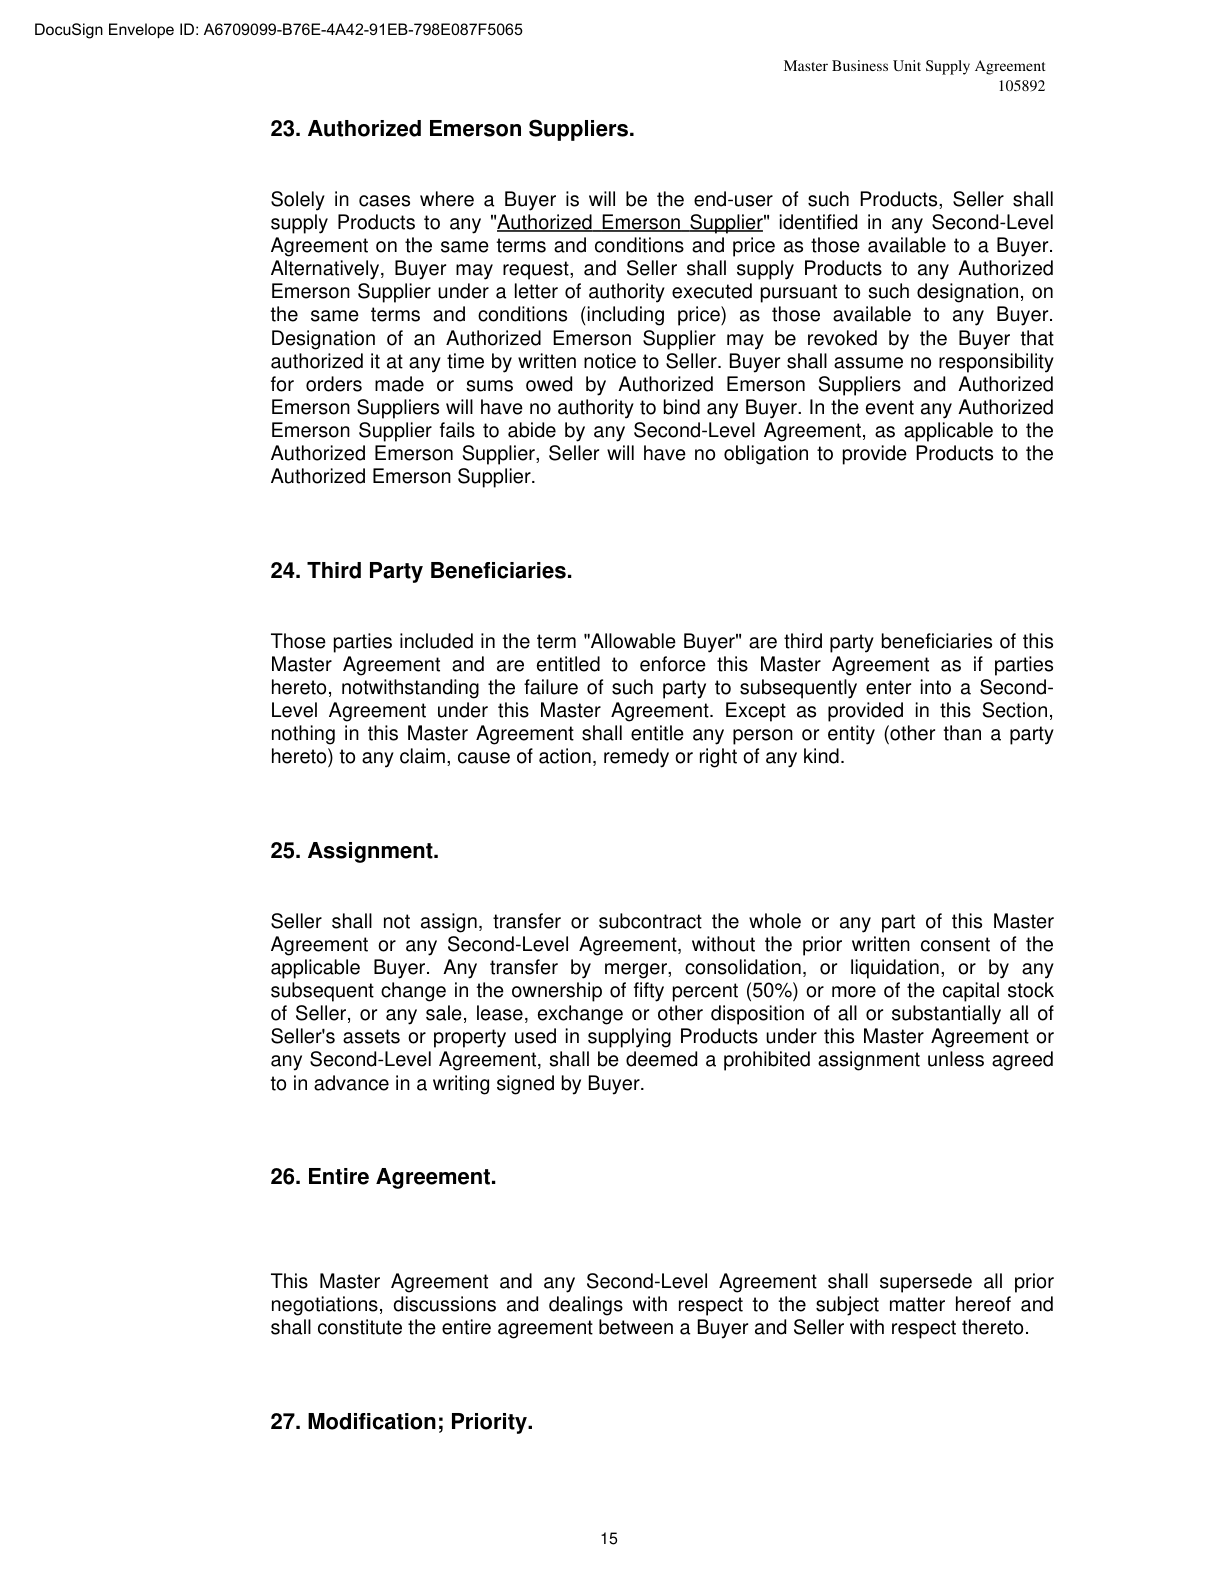 DocuSign Envelope ID: A6709099-B76E-4A42-91EB-798E087F5065
Master Business Unit Supply Agreement
105892
23. Authorized Emerson Suppliers.
Solely in cases where a Buyer is will be the end-user of such Products, Seller shall
supply Products to any "Authorized Emerson Supplier" identified in any Second-Level
Agreement on the same terms and conditions and price as those available to a Buyer.
Alternatively, Buyer may request, and Seller shall supply Products to any Authorized
Emerson Supplier under a letter of authority executed pursuant to such designation, on
the same terms and conditions (including price) as those available to any Buyer.
Designation of an Authorized Emerson Supplier may be revoked by the Buyer that
authorized it at any time by written notice to Seller. Buyer shall assume no responsibility
for orders made or sums owed by Authorized Emerson Suppliers and Authorized
Emerson Suppliers will have no authority to bind any Buyer. In the event any Authorized
Emerson Supplier fails to abide by any Second-Level Agreement, as applicable to the
Authorized Emerson Supplier, Seller will have no obligation to provide Products to the
Authorized Emerson Supplier.
24. Third Party Beneficiaries.
Those parties included in the term "Allowable Buyer" are third party beneficiaries of this
Master Agreement and are entitled to enforce this Master Agreement as if parties
hereto, notwithstanding the failure of such party to subsequently enter into a Second-
Level Agreement under this Master Agreement. Except as provided in this Section,
nothing in this Master Agreement shall entitle any person or entity (other than a party
hereto) to any claim, cause of action, remedy or right of any kind.
25. Assignment.
Seller shall not assign, transfer or subcontract the whole or any part of this Master
Agreement or any Second-Level Agreement, without the prior written consent of the
applicable Buyer. Any transfer by merger, consolidation, or liquidation, or by any
subsequent change in the ownership of fifty percent (50%) or more of the capital stock
of Seller, or any sale, lease, exchange or other disposition of all or substantially all of
Seller's assets or property used in supplying Products under this Master Agreement or
any Second-Level Agreement, shall be deemed a prohibited assignment unless agreed
to in advance in a writing signed by Buyer.
26. Entire Agreement.
This Master Agreement and any Second-Level Agreement shall supersede all prior
negotiations, discussions and dealings with respect to the subject matter hereof and
shall constitute the entire agreement between a Buyer and Seller with respect thereto.
27. Modification; Priority.
15